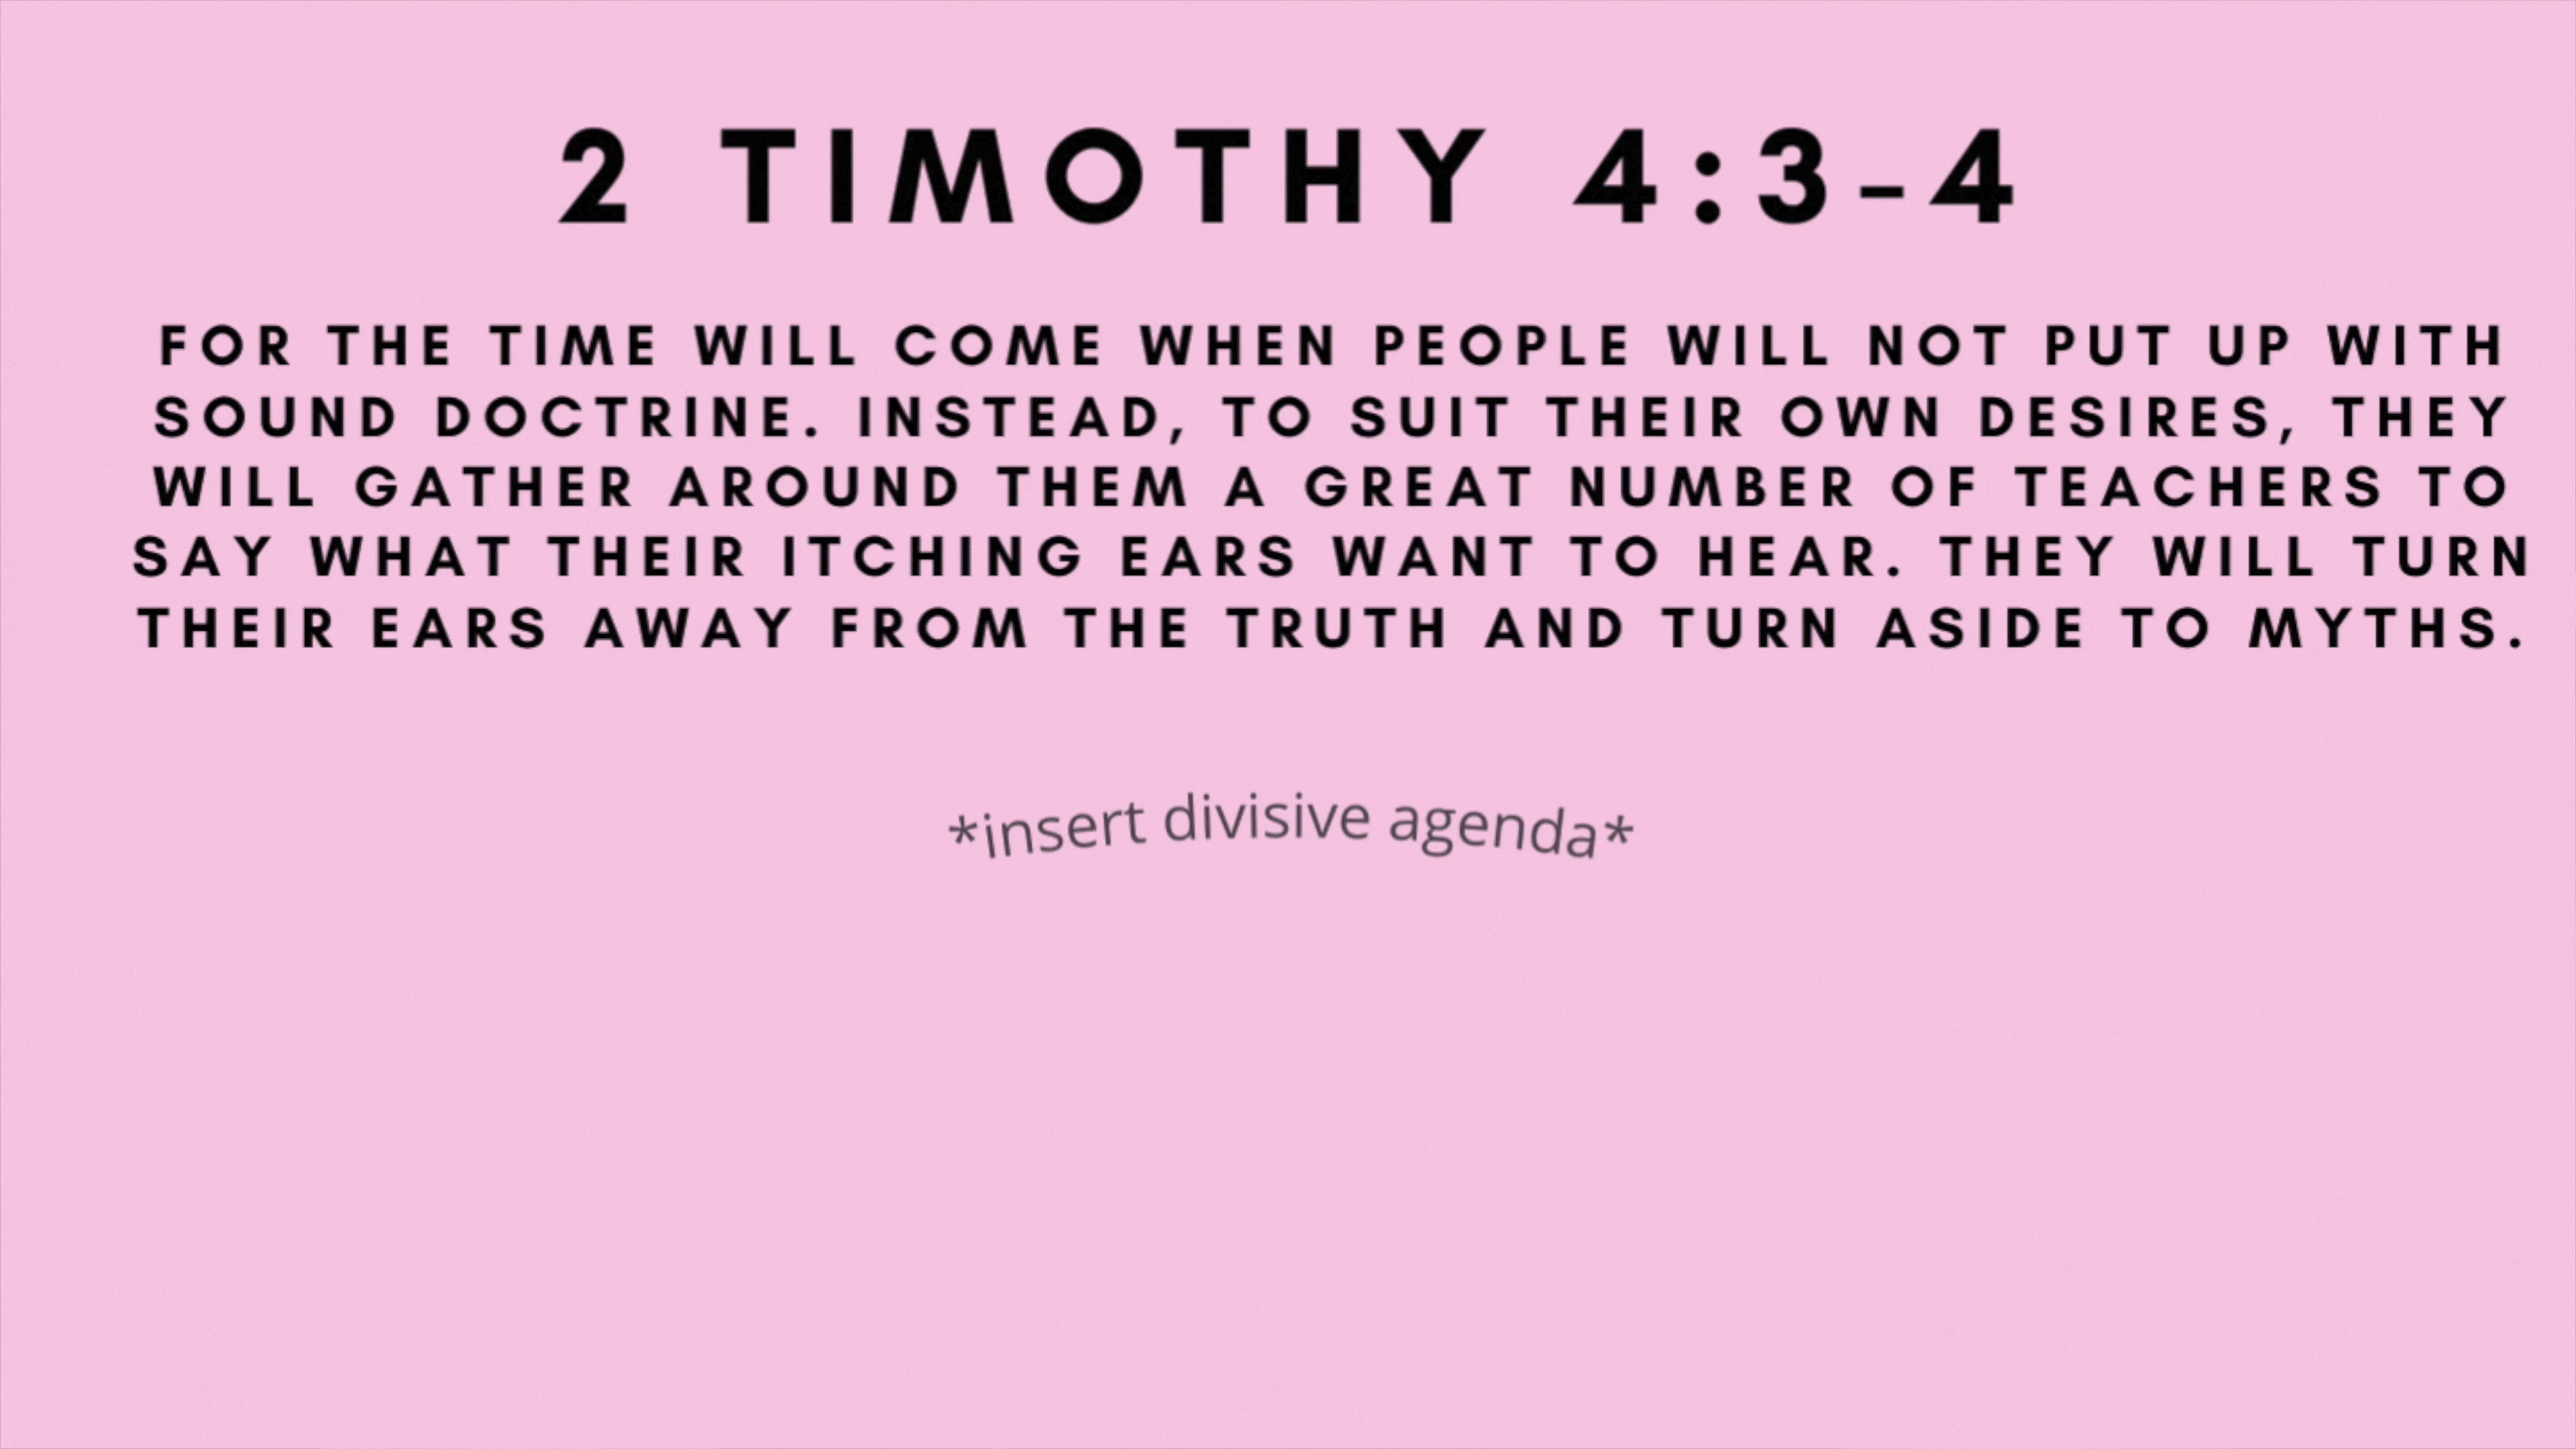 2 TIMOTHY 4:3-4
FOR THE TIME WILL COME WHEN PEOPLE WILL NOT PUT UP WITH
SOUND DOCTRINE. INSTEAD, TO SUIT THEIR OWN DESIRES, THEY
WILL GATHER AROUND THEM A GREAT NUMBER OF TEACHERS TO
SAY WHAT THEIR ITCHING EARS WANT TO HEAR. THEY WILL TURN
THEIR EARS AWAY FROM THE TRUTH AND TURN ASIDE TO MYTHS.
*insert divisive agenda*